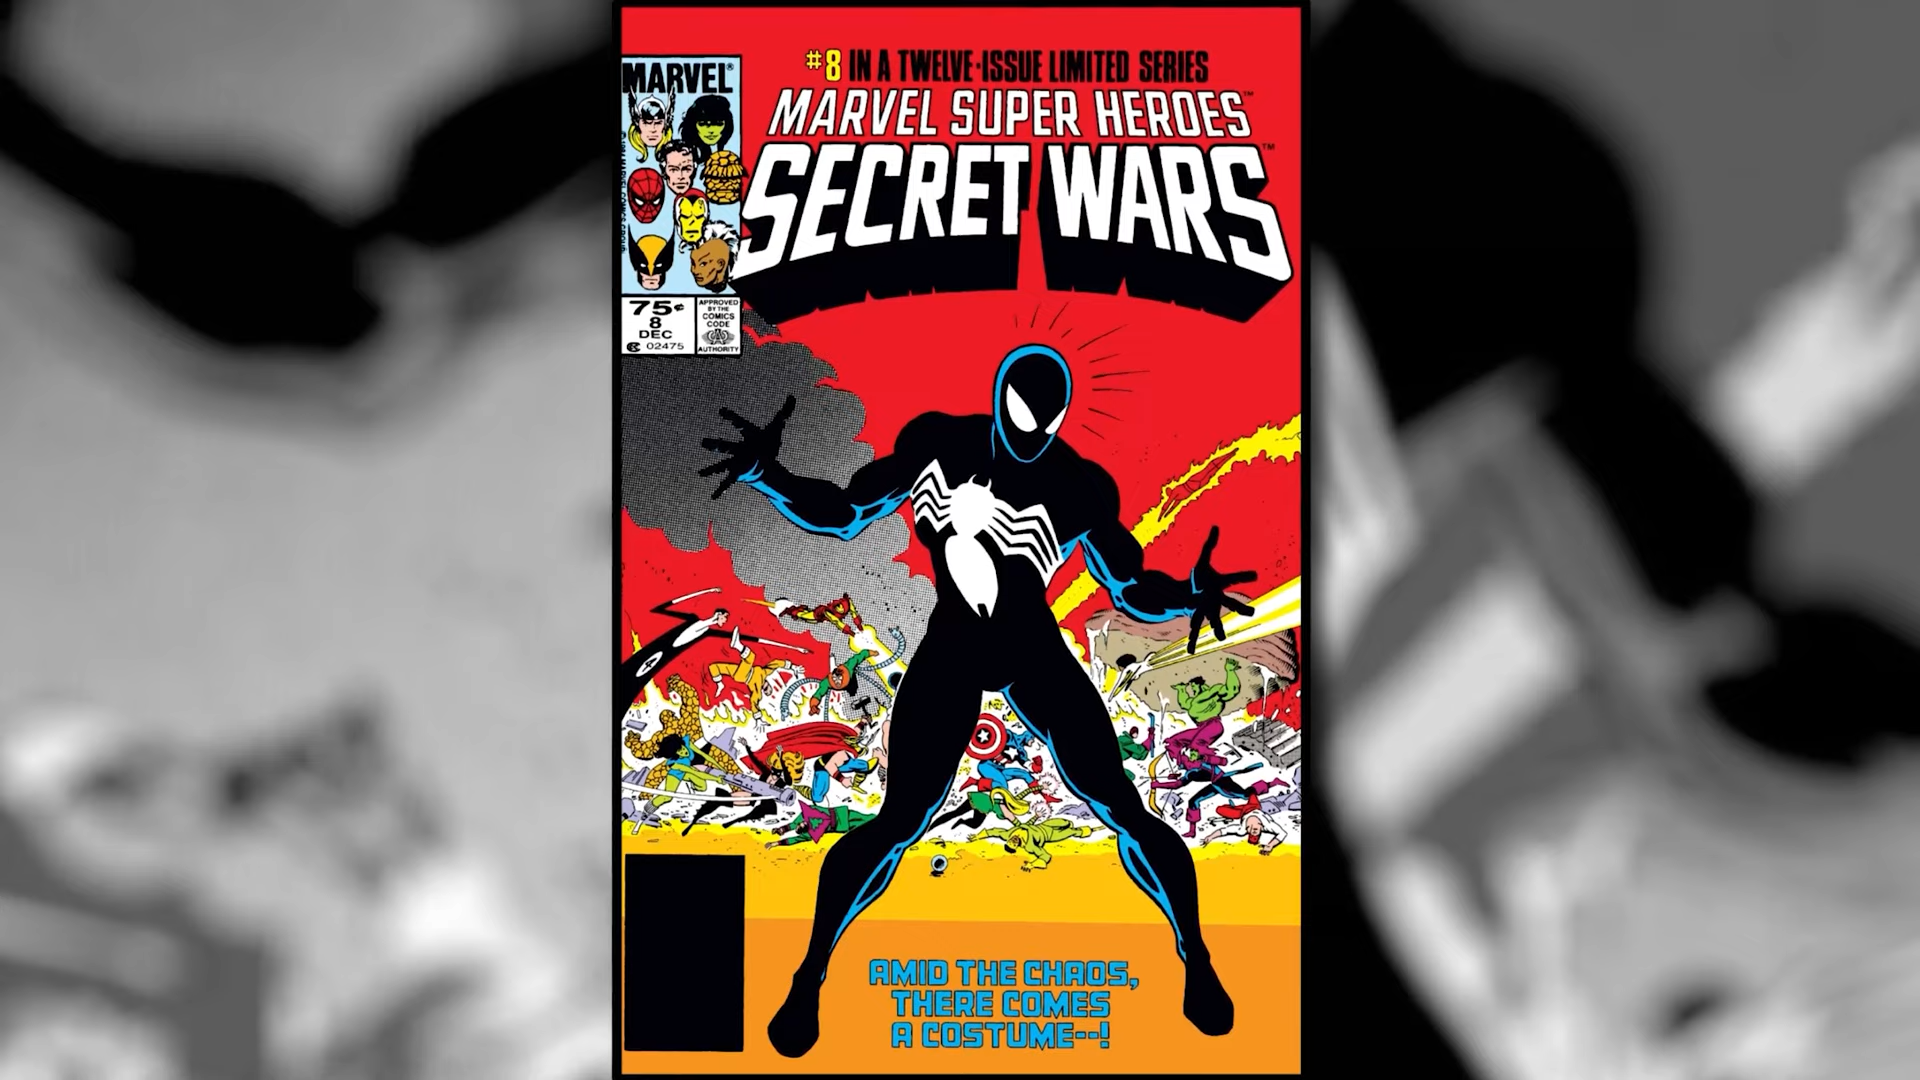 #8 IN A TWELVE-ISSUE LIMITED SERIES
MARVEL®
MARVEL SUPER HEROES™
SECRET WARS™
75¢
8
DEC
02475
APPROVED
BY THE
COMICS
CODE
AUTHORITY
AMID THE CHAOS,
THERE COMES
A COSTUME--!